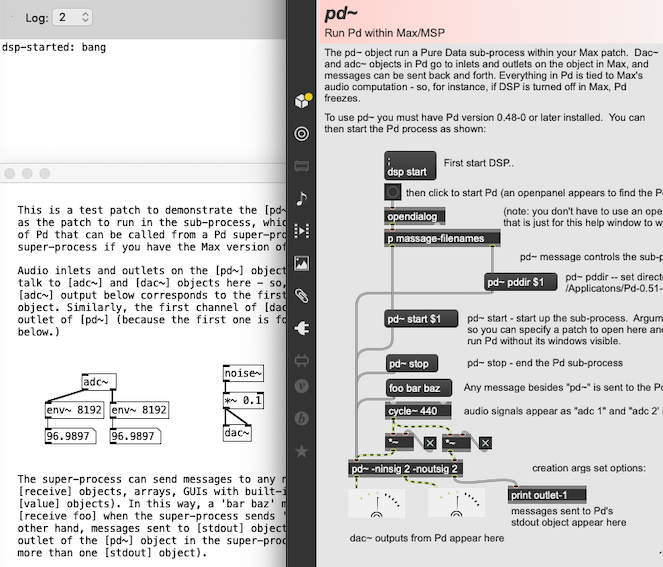 Log: 2
dsp-started: bang
This is a test patch to demonstrate the [pd~
as the patch to run in the sub-process, whic
of Pd that can be called from a Pd super-proc
super-process if you have the Max version of
Audio inlets and outlets on the [pd~] object
talk to [adc~] and [dac~] objects here - so,
[adc~] output below corresponds to the first
object. Similarly, the first channel of [dac
outlet of [pd~] (because the first one is fo
below.)
adc~
env~ 8192
env~ 8192
96.9897
96.9897
noise~
*~ 0.1
dac~
The super-process can send messages to any n
[receive] objects, arrays, GUIs with built-i
[value] objects). In this way, a 'bar baz' m
[receive foo] when the super-process sends '
other hand, messages sent to [stdout] object
outlet of the [pd~] object in the super-proc
more than one [stdout] object).
pd~
Run Pd within Max/MSP
The pd~ object run a Pure Data sub-process within your Max patch. Dac~
and adc~ objects in Pd go to inlets and outlets on the object in Max, and
messages can be sent back and forth. Everything in Pd is tied to Max's
audio computation - so, for instance, if DSP is turned off in Max, Pd
freezes.
To use pd~ you must have Pd version 0.48-0 or later installed. You can
then start the Pd process as shown:
;
dsp start
First start DSP..
then click to start Pd (an openpanel appears to find the P
opendialog
(note: you don't have to use an ope
that is just for this help window to w
p massage-filenames
pd~ message controls the sub-p
pd~ pddir $1
pd~ pddir -- set direct
/Applicatons/Pd-0.51-
pd~ start $1
pd~ start - start up the sub-process. Argum
so you can specify a patch to open here an
run Pd without its windows visible.
pd~ stop
pd~ stop - end the Pd sub-process
foo bar baz
Any message besides "pd~" is sent to the Pd
cycle~ 440
audio signals appear as "adc 1" and "adc 2' i
*~
*~
pd~ -ninsig 2 -noutsig 2
creation args set options:
print outlet-1
messages sent to Pd's
stdout object appear here
dac~ outputs from Pd appear here